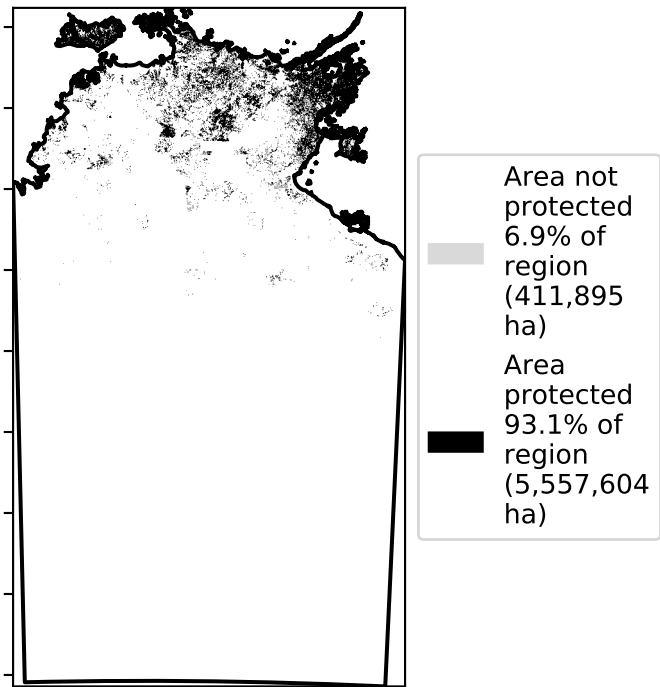 Area not
protected
6.9% of
region
(411,895
ha)
Area
protected
93.1% of
region
(5,557,604
ha)